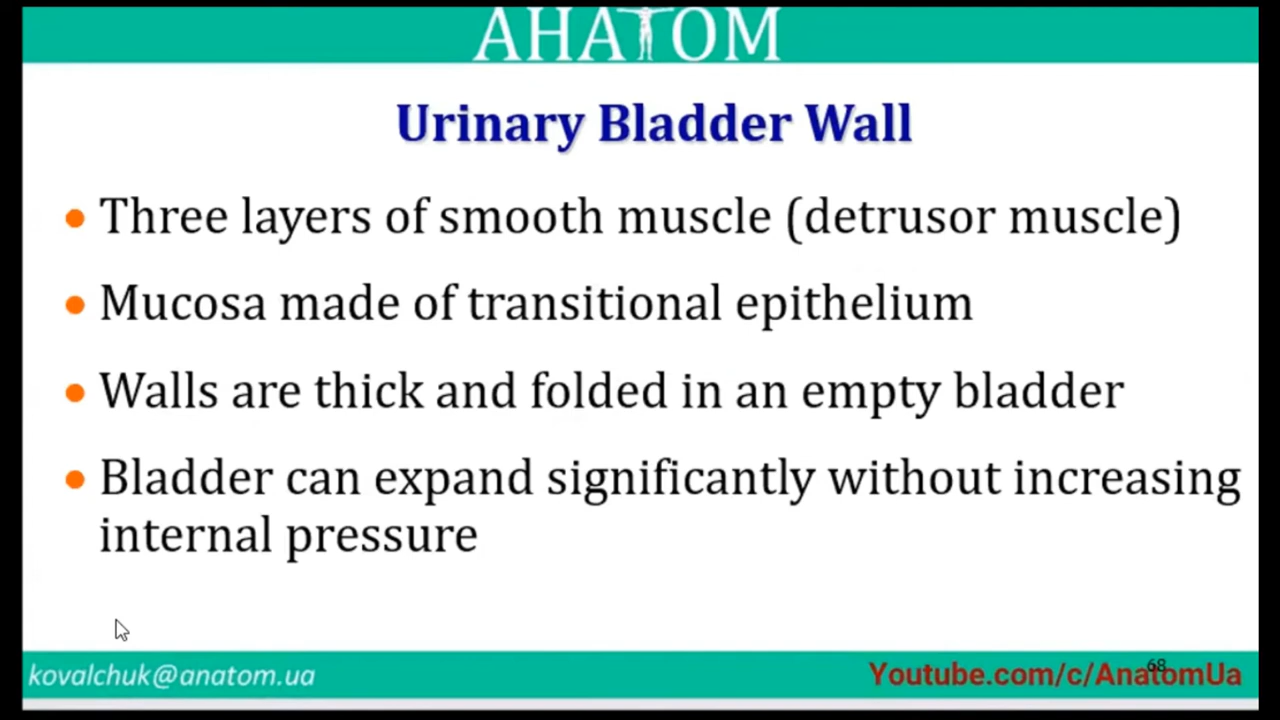 АНАТОМ
Urinary Bladder Wall
• Three layers of smooth muscle (detrusor muscle)
• Mucosa made of transitional epithelium
• Walls are thick and folded in an empty bladder
• Bladder can expand significantly without increasing
internal pressure
kovalchuk@anatom.ua
68
Youtube.com/c/AnatomUa